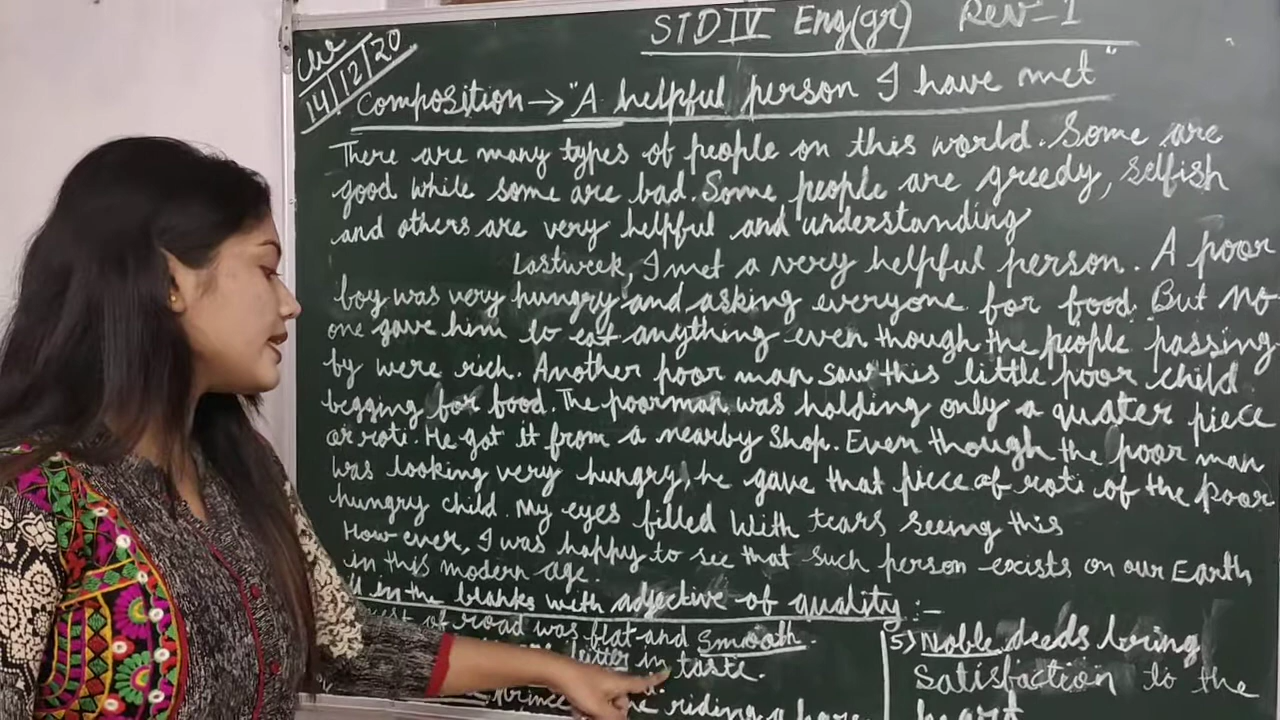 STD IV Eng(gr) Rev-1
CW
14/12/20
Composition → "A helpful person I have met"
There are many types of people on this world. Some are
good while some are bad. Some people are greedy, selfish
and others are very helpful and understanding
Lastweek, I met a very helpful person. A poor
boy was very hungry and asking everyone for food. But no
one gave him to eat anything even though the people passing
by were rich. Another poor man saw this little poor child
begging for food. The poor man was holding only a quater piece
or roti. He got it from a nearby shop. Even though the poor man
was looking very hungry, he gave that piece of roti of the poor
hungry child. My eyes filled with tears seeing this
How ever, I was happy to see that such person exists on our Earth
in this modern age.
in the blanks with adjective of quality :-
of road was flat and Smooth.
bitter in taste.
prince riding a
5) Noble deeds bring
Satisfaction to the
heart